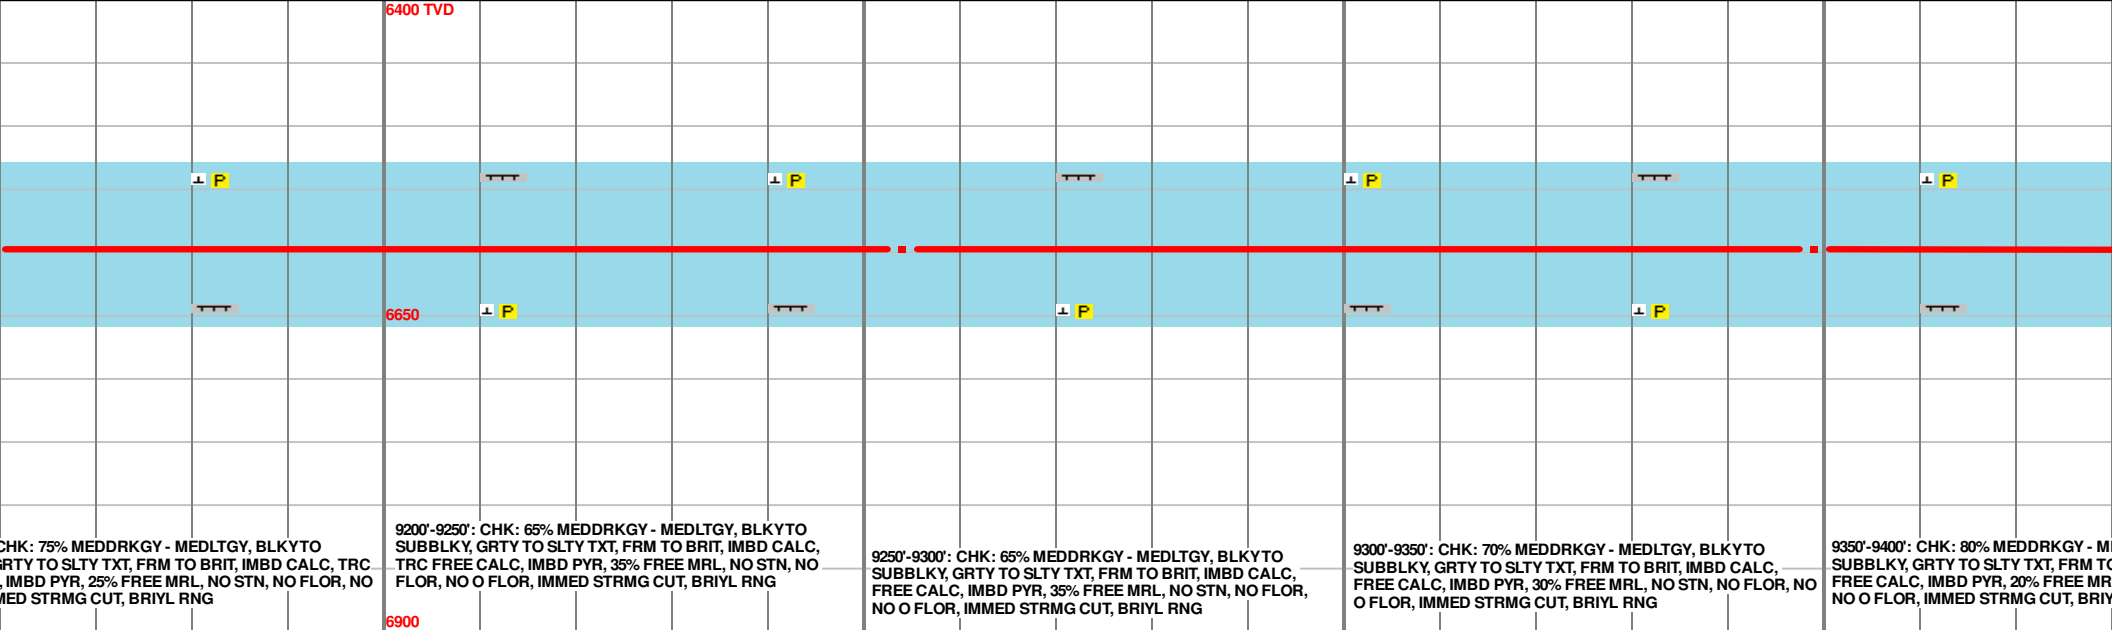 6400 TVD
P
P
P
P
6650
P
P
P
CHK: 75% MEDDRKGY - MEDLTGY, BLKYTO
GRTY TO SLTY TXT, FRM TO BRIT, IMBD CALC, TRC
, IMBD PYR, 25% FREE MRL, NO STN, NO FLOR, NO
STRMG CUT, BRIYL RNG
9200'-9250': CHK: 65% MEDDRKGY - MEDLTGY, BLKYTO
SUBBLKY, GRTY TO SLTY TXT, FRM TO BRIT, IMBD CALC,
TRC FREE CALC, IMBD PYR, 35% FREE MRL, NO STN, NO
FLOR, NO O FLOR, IMMED STRMG CUT, BRIYL RNG
9250'-9300': CHK: 65% MEDDRKGY - MEDLTGY, BLKYTO
SUBBLKY, GRTY TO SLTY TXT, FRM TO BRIT, IMBD CALC,
FREE CALC, IMBD PYR, 35% FREE MRL, NO STN, NO FLOR,
NO O FLOR, IMMED STRMG CUT, BRIYL RNG
9300'-9350': CHK: 70% MEDDRKGY - MEDLTGY, BLKYTO
SUBBLKY, GRTY TO SLTY TXT, FRM TO BRIT, IMBD CALC,
FREE CALC, IMBD PYR, 30% FREE MRL, NO STN, NO FLOR, NO
O FLOR, IMMED STRMG CUT, BRIYL RNG
9350'-9400': CHK: 80% MEDDRKGY -
SUBBLKY, GRTY TO SLTY TXT, FRM
FREE CALC, IMBD PYR, 20% FREE
NO O FLOR, IMMED STRMG CUT,
6900